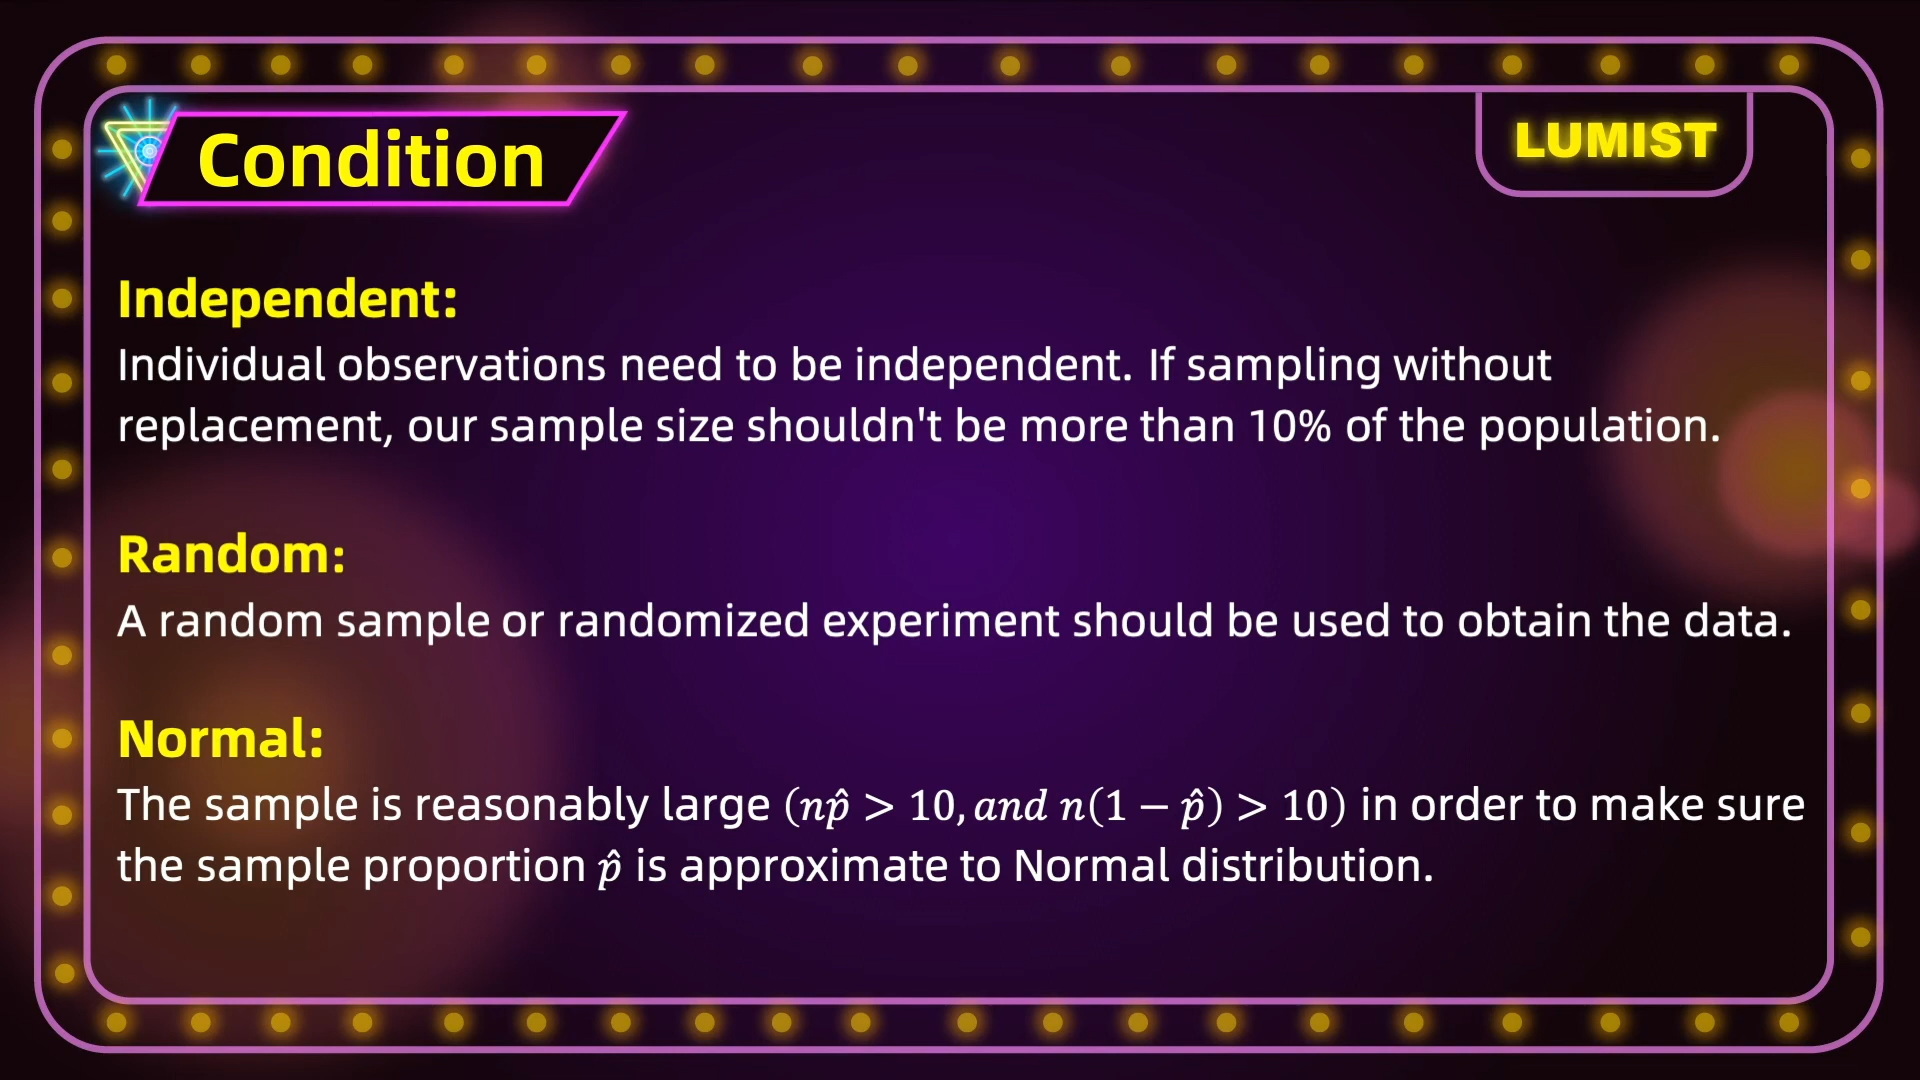 Condition
LUMIST
Independent:
Individual observations need to be independent. If sampling without
replacement, our sample size shouldn't be more than 10% of the population.
Random:
A random sample or randomized experiment should be used to obtain the data.
Normal:
The sample is reasonably large (np̂ > 10, and n(1 − p̂) > 10) in order to make sure
the sample proportion p̂ is approximate to Normal distribution.